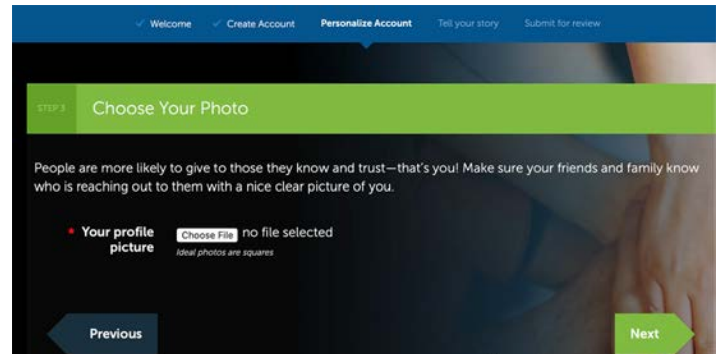 ✓ Welcome ✓ Create Account Personalize Account Tell your story Submit for review
STEP 3 Choose Your Photo
People are more likely to give to those they know and trust—that's you! Make sure your friends and family know
who is reaching out to them with a nice clear picture of you.
* Your profile picture Choose File no file selected
Ideal photos are squares
Previous Next